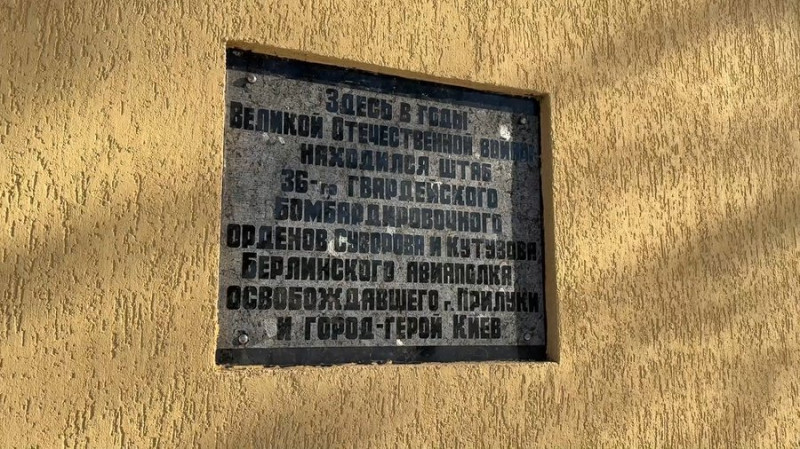 Здесь в годы
Великой Отечественной войны
находился штаб
36-го гвардейского
бомбардировочного
орденов Суворова и Кутузова
Берлинского авиаполка
освобождавшего г. Прилуки
и город-герой Киев